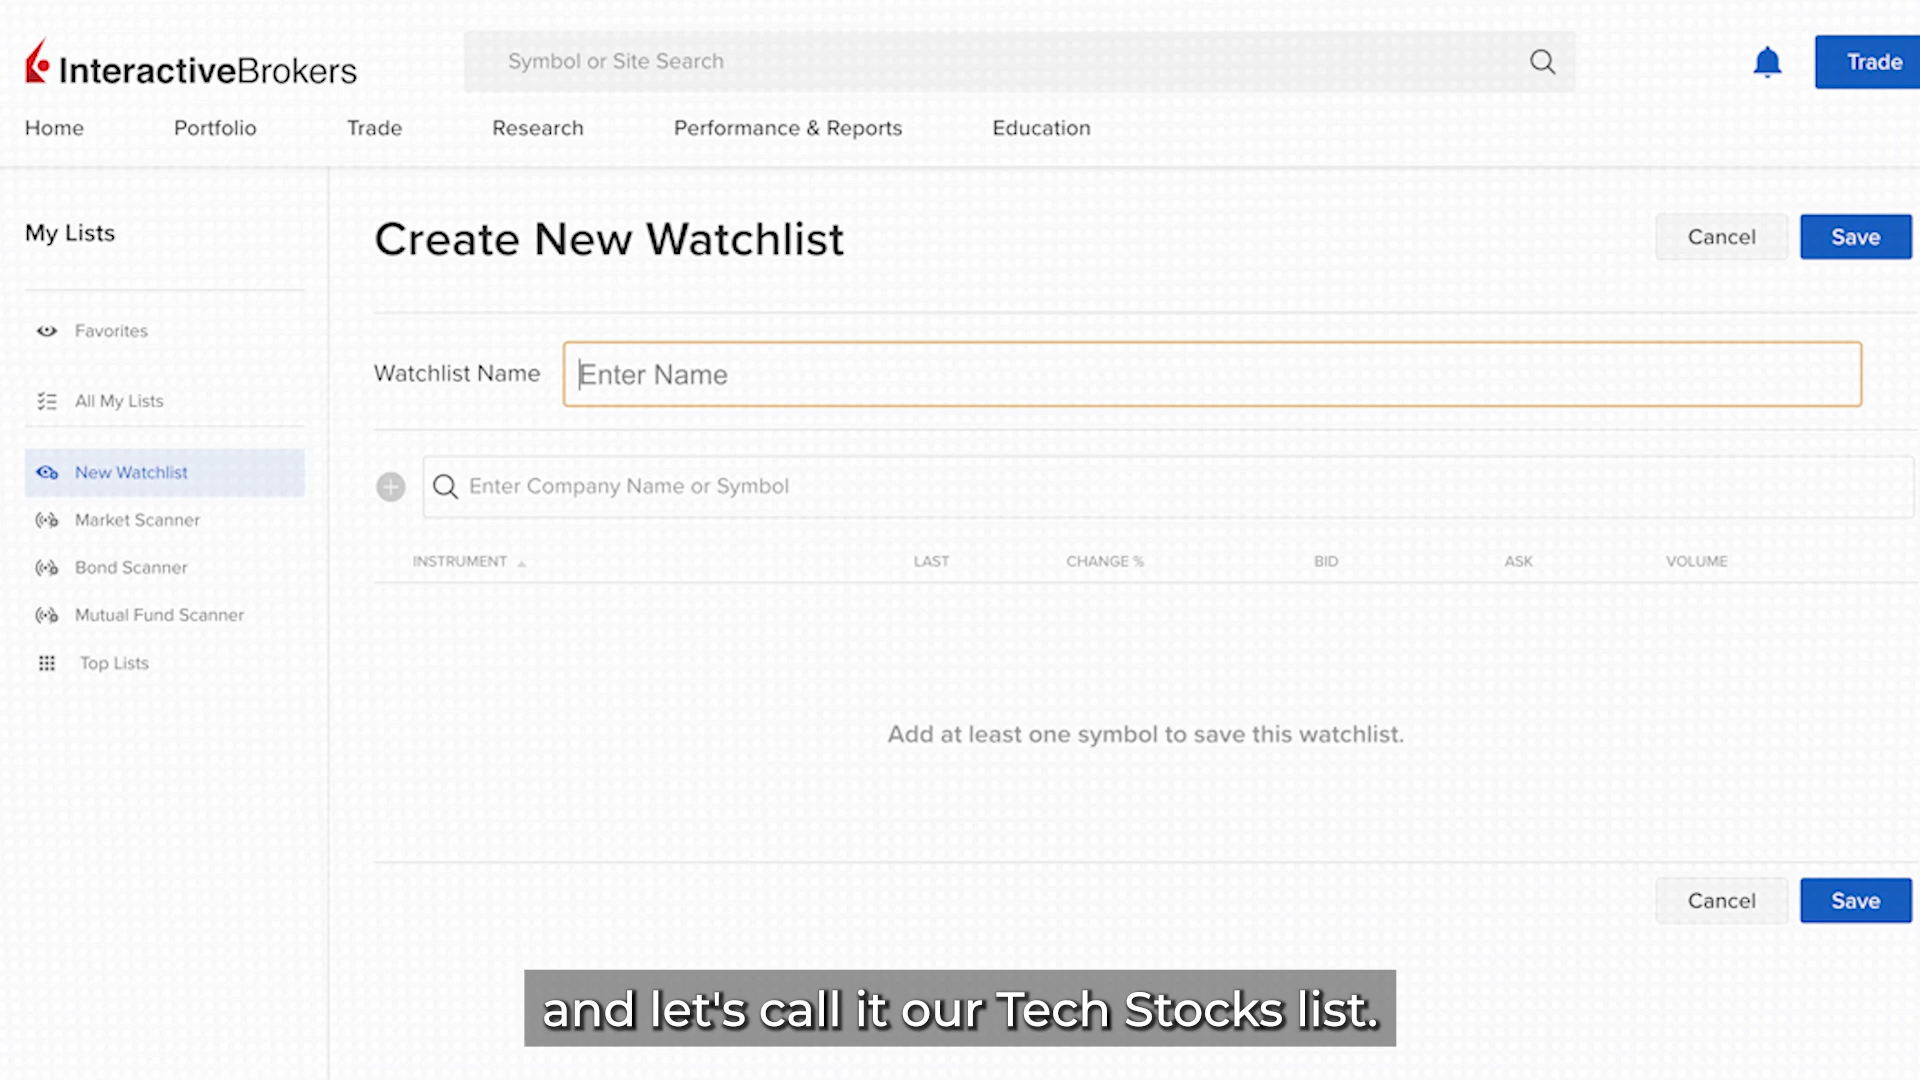 InteractiveBrokers
Symbol or Site Search
Trade
Home Portfolio Trade Research Performance & Reports Education
My Lists
Favorites
All My Lists
New Watchlist
Market Scanner
Bond Scanner
Mutual Fund Scanner
Top Lists
Create New Watchlist
Cancel Save
Watchlist Name Enter Name
Enter Company Name or Symbol
INSTRUMENT LAST CHANGE % BID ASK VOLUME
Add at least one symbol to save this watchlist.
Cancel Save
and let's call it our Tech Stocks list.